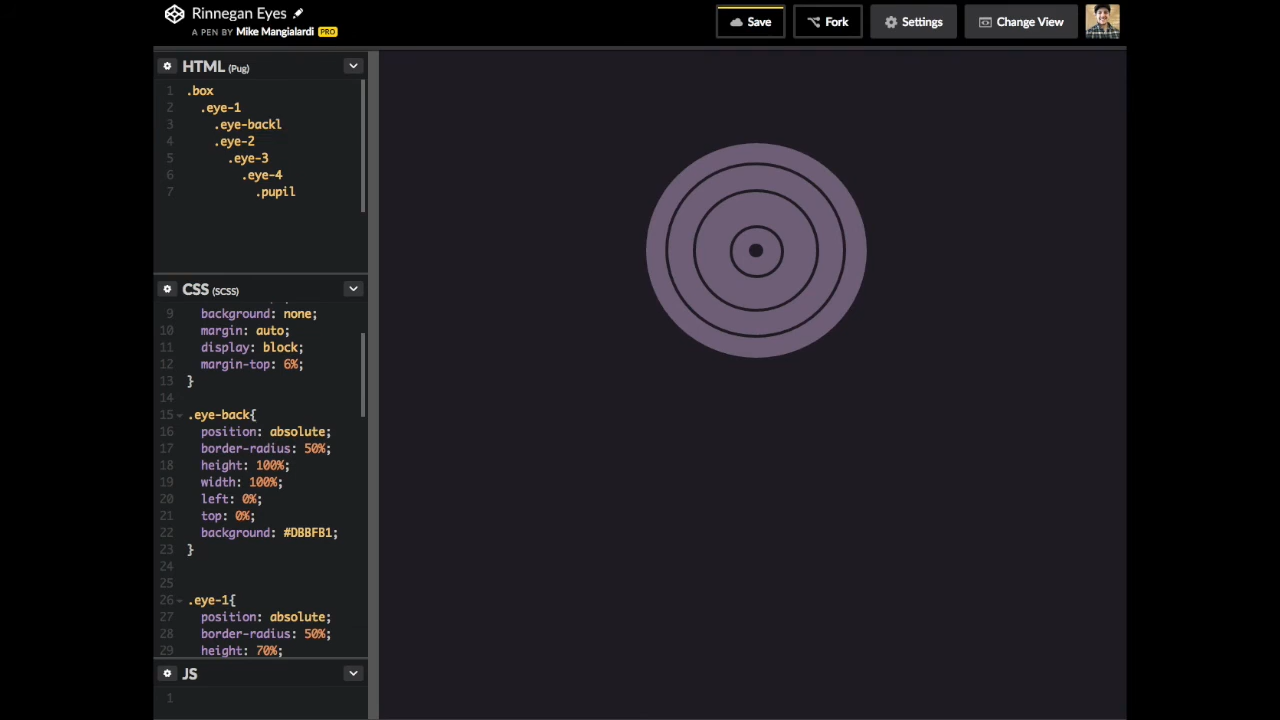 Rinnegan Eyes
A PEN BY Mike Mangialardi PRO
Save
Fork
Settings
Change View
HTML (Pug)
1 .box
2 .eye-1
3 .eye-backl
4 .eye-2
5 .eye-3
6 .eye-4
7 .pupil
CSS (SCSS)
9 background: none;
10 margin: auto;
11 display: block;
12 margin-top: 6%;
13 }
14
15 .eye-back{
16 position: absolute;
17 border-radius: 50%;
18 height: 100%;
19 width: 100%;
20 left: 0%;
21 top: 0%;
22 background: #DBBFB1;
23 }
24
25
26 .eye-1{
27 position: absolute;
28 border-radius: 50%;
29 height: 70%;
JS
1